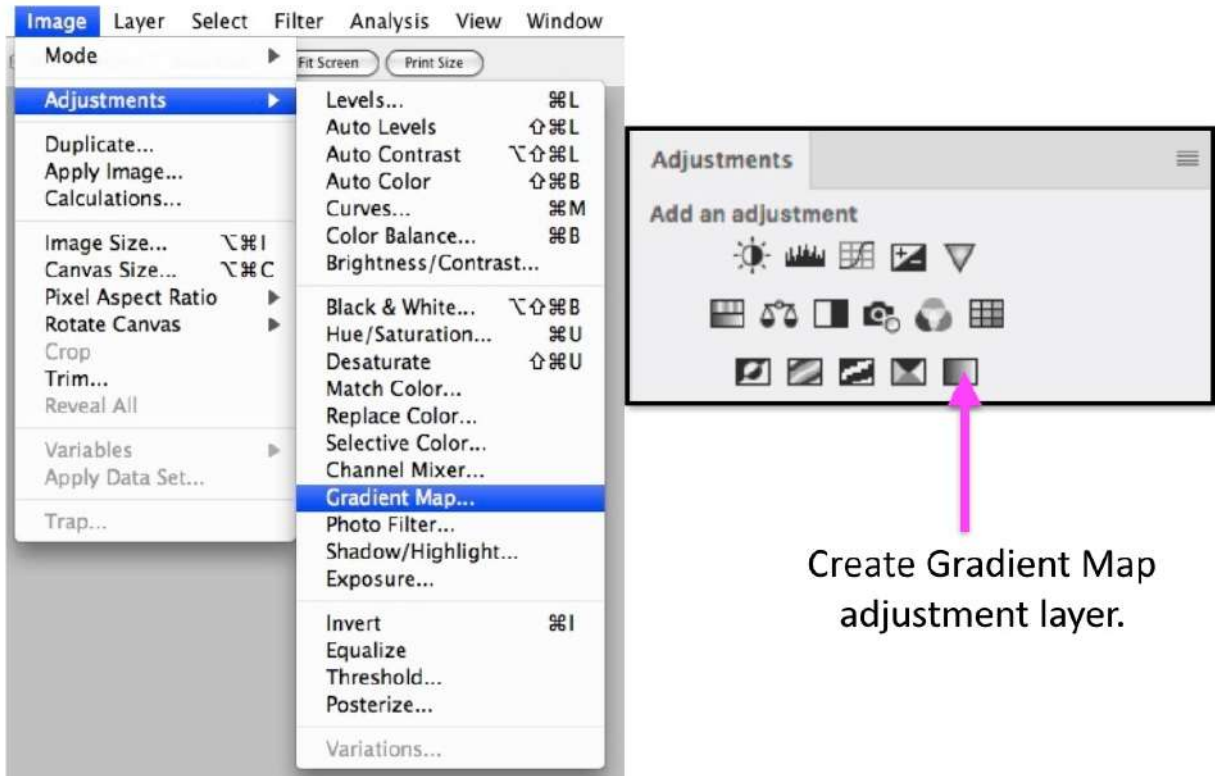 Image Layer Select Filter Analysis View Window
Mode ▶
Fit Screen Print Size
Adjustments ▶
Duplicate...
Apply Image...
Calculations...
Image Size... ⌥⌘I
Canvas Size... ⌥⌘C
Pixel Aspect Ratio ▶
Rotate Canvas ▶
Crop
Trim...
Reveal All
Variables ▶
Apply Data Set...
Trap...
Levels... ⌘L
Auto Levels ⇧⌘L
Auto Contrast ⌥⇧⌘L
Auto Color ⇧⌘B
Curves... ⌘M
Color Balance... ⌘B
Brightness/Contrast...
Black & White... ⌥⇧⌘B
Hue/Saturation... ⌘U
Desaturate ⇧⌘U
Match Color...
Replace Color...
Selective Color...
Channel Mixer...
Gradient Map...
Photo Filter...
Shadow/Highlight...
Exposure...
Invert ⌘I
Equalize
Threshold...
Posterize...
Variations...
Adjustments
Add an adjustment
Create Gradient Map
adjustment layer.